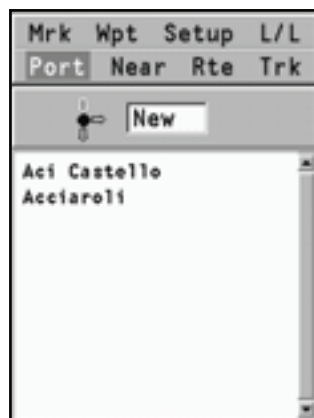 Mrk Wpt Setup L/L
Port Near Rte Trk
New
Aci Castello
Acciaroli